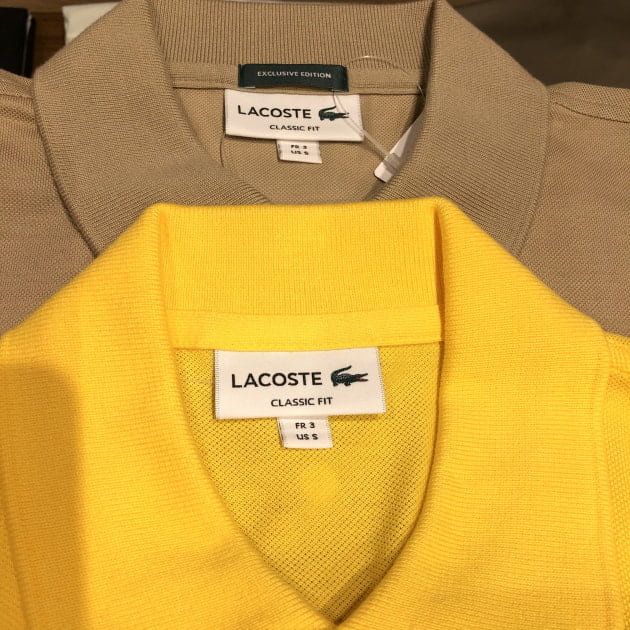 EXCLUSIVE EDITION
LACOSTE
CLASSIC FIT
FR 3
US S
LACOSTE
CLASSIC FIT
FR 3
US S